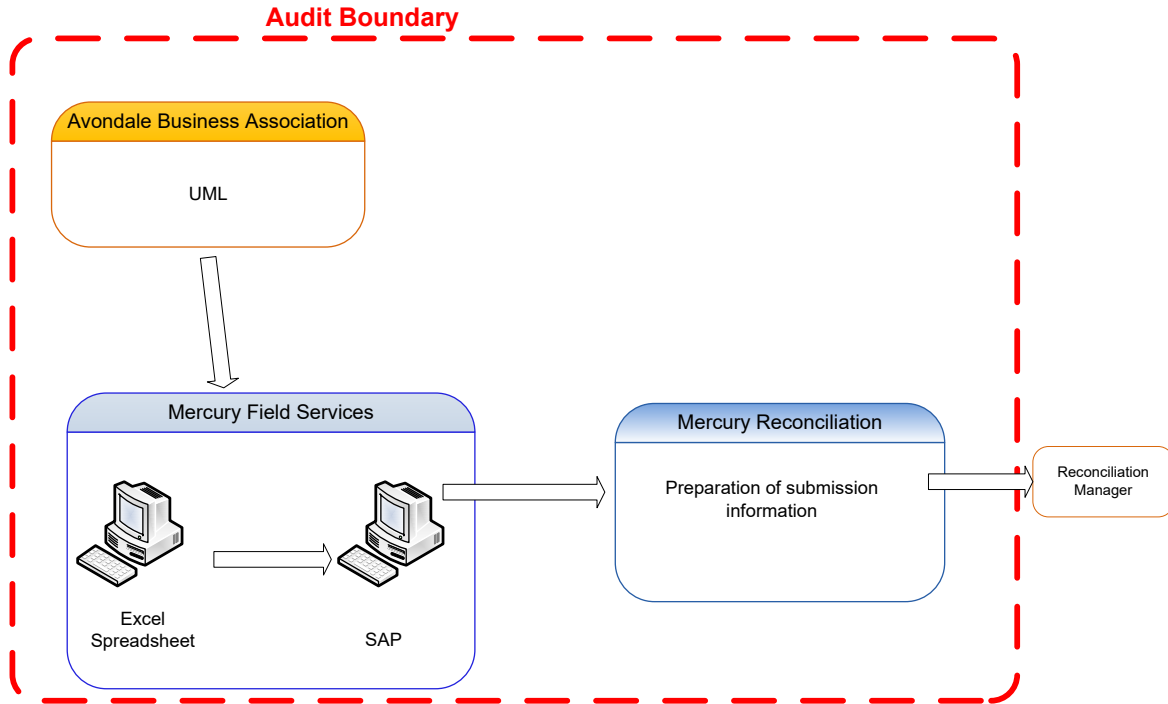 Audit Boundary
Avondale Business Association
UML
Mercury Field Services
Excel
Spreadsheet
SAP
Mercury Reconciliation
Preparation of submission
information
Reconciliation
Manager